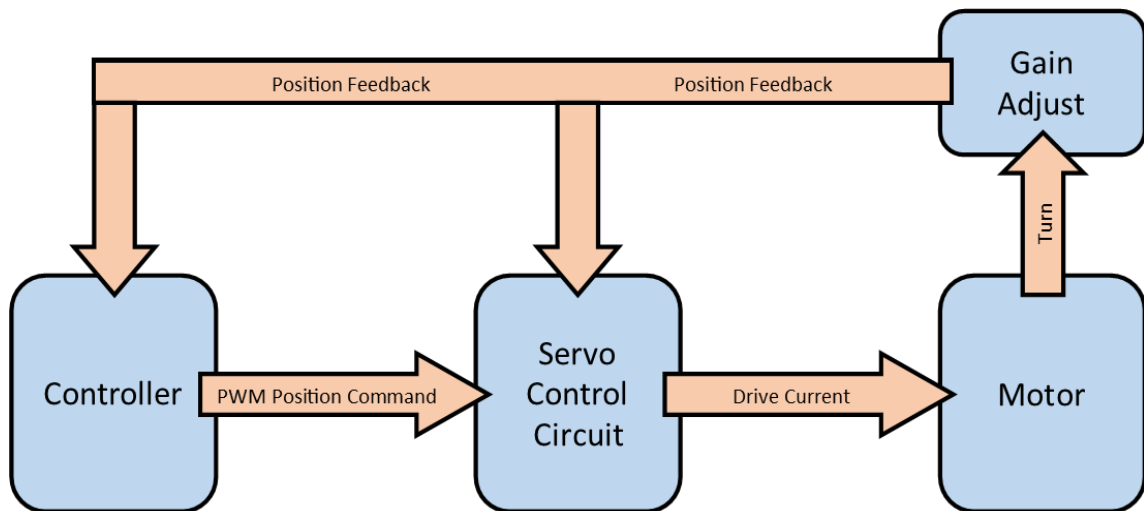 Position Feedback
Position Feedback
Gain
Adjust
Turn
Controller
PWM Position Command
Servo
Control
Circuit
Drive Current
Motor